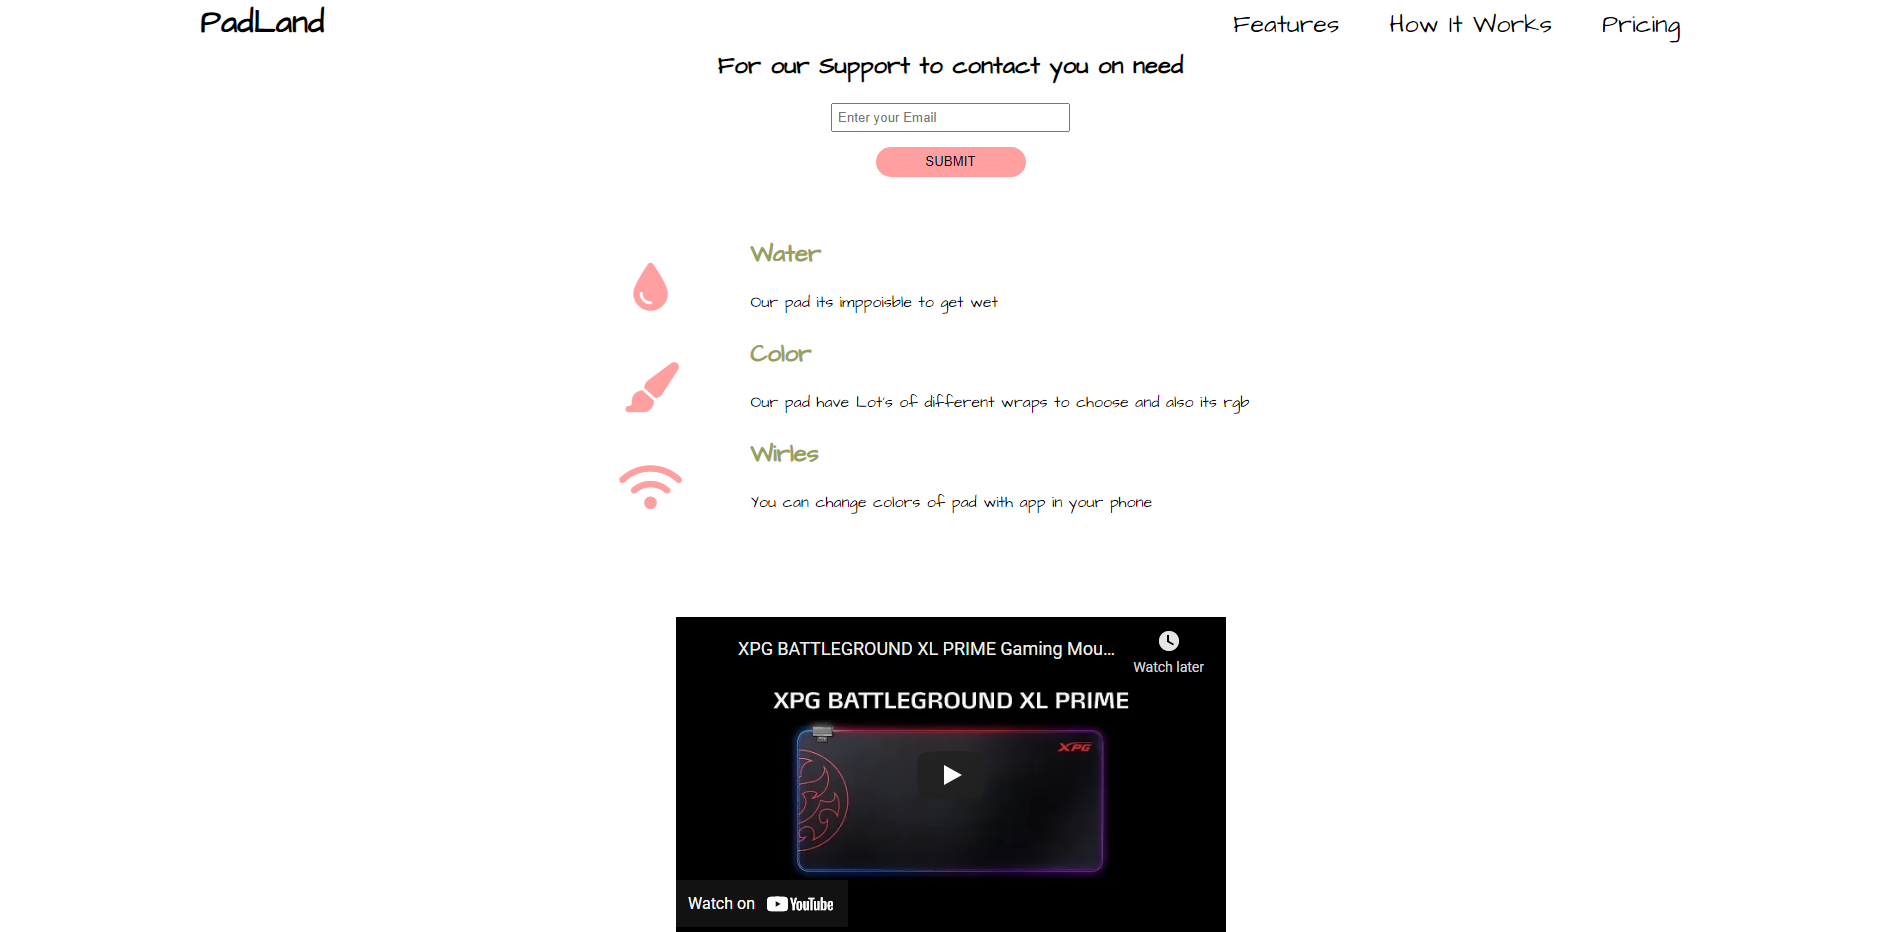 PadLand
Features
How It Works
Pricing
For our Support to contact you on need
Enter your Email
SUBMIT
Water
Our pad its imppoisble to get wet
Color
Our pad have Lot's of different wraps to choose and also its rgb
Wirles
You can change colors of pad with app in your phone
XPG BATTLEGROUND XL PRIME Gaming Mou...
Watch later
XPG BATTLEGROUND XL PRIME
XPG
Watch on YouTube